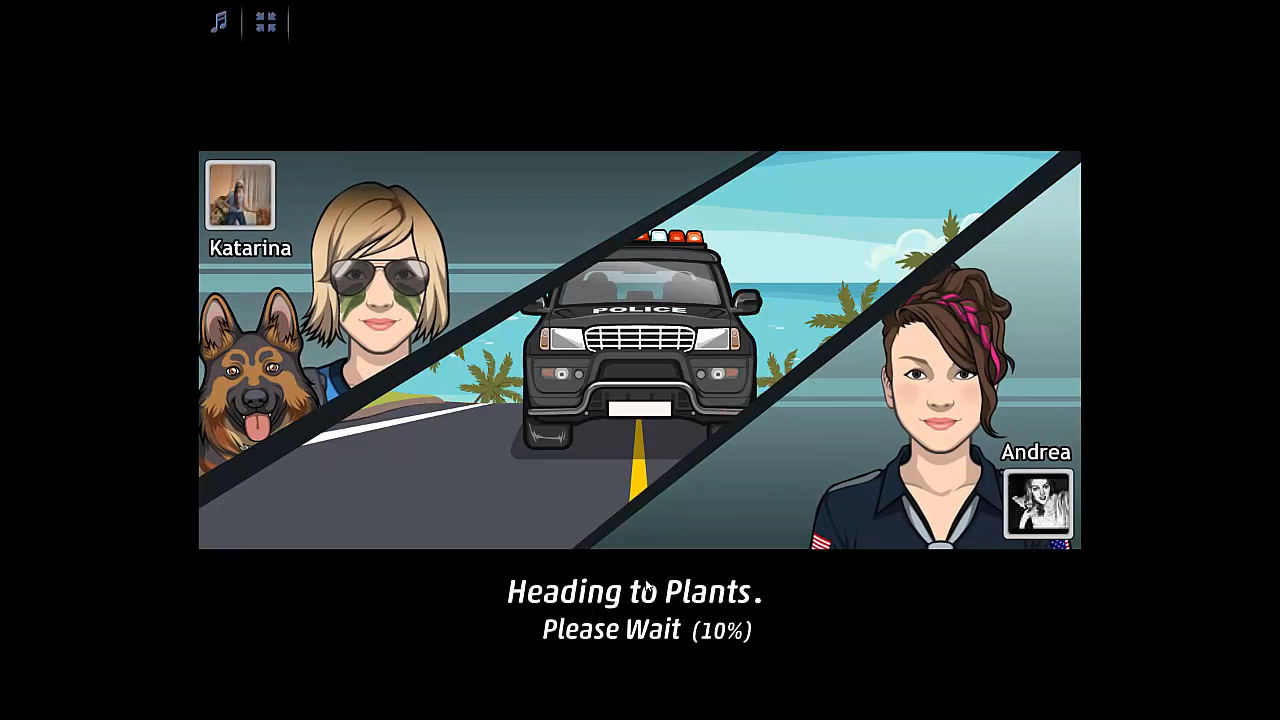 Katarina
POLICE
Andrea
Heading to Plants.
Please Wait (10%)